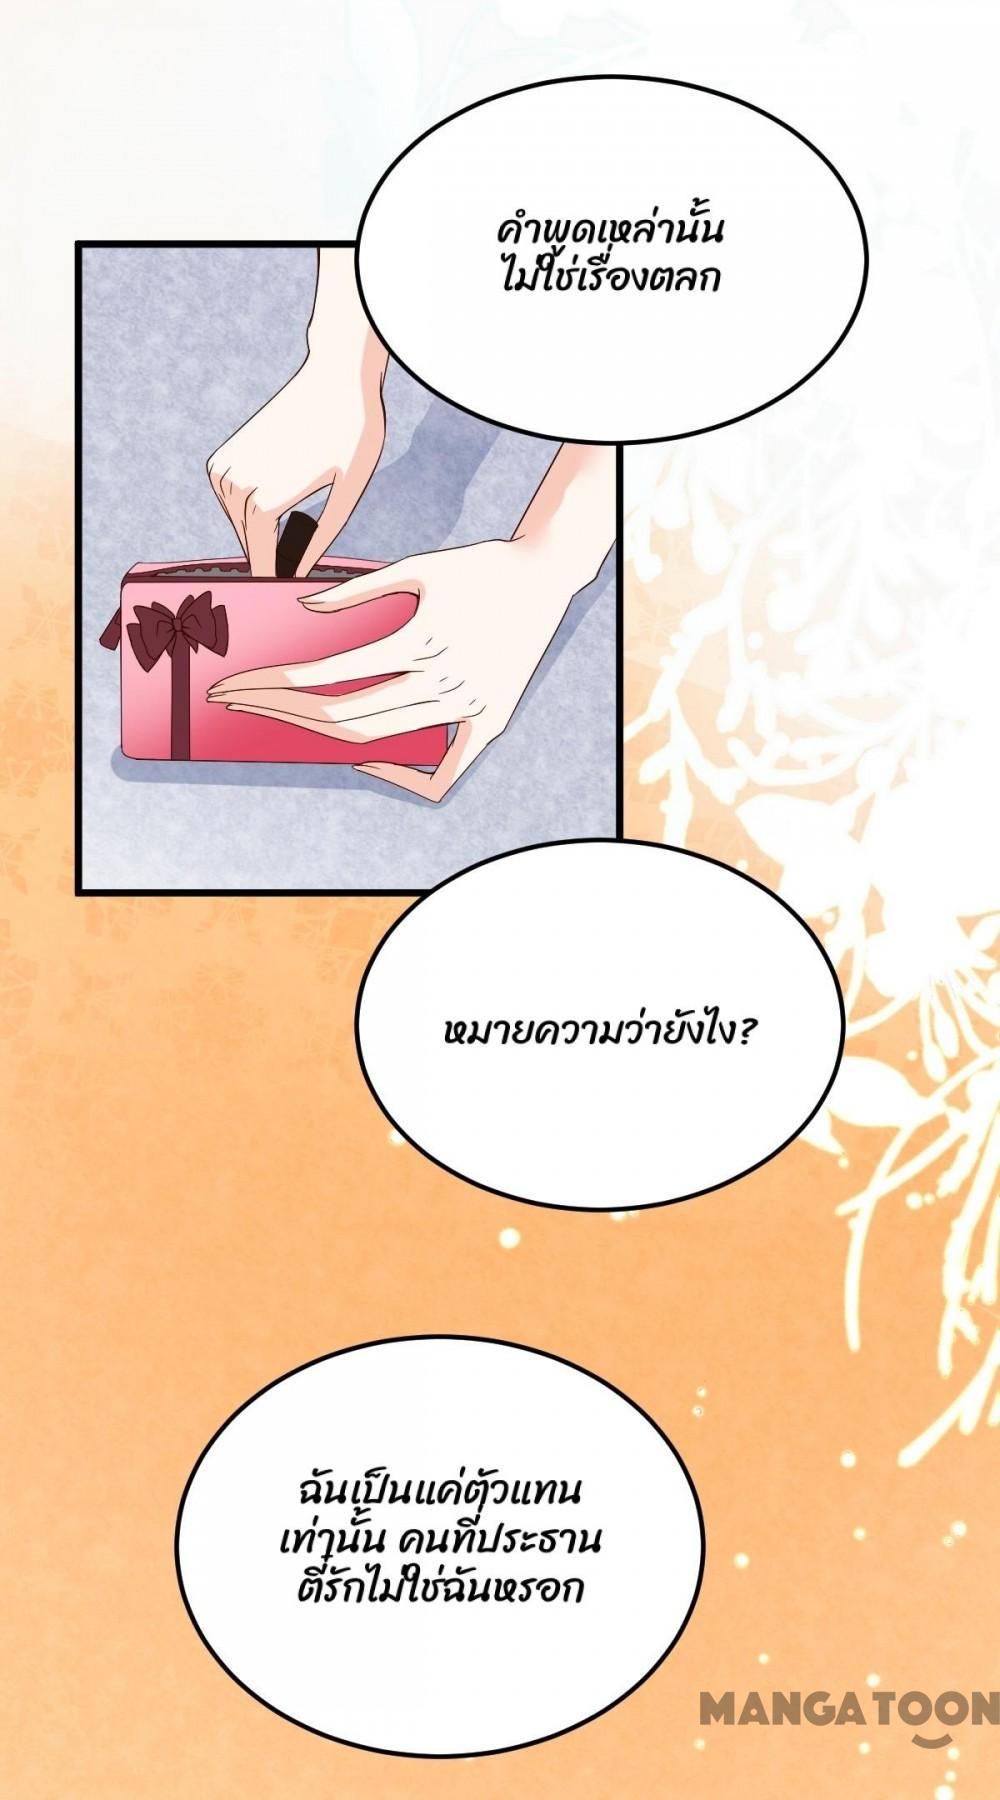 คำพูดเหล่านั้น
ไม่ใช่เรื่องตลก
หมายความว่ายังไง?
ฉันเป็นแค่ตัวแทน
เท่านั้น คนที่ประธาน
ตี๋รักไม่ใช่ฉันหรอก
MANGATOON